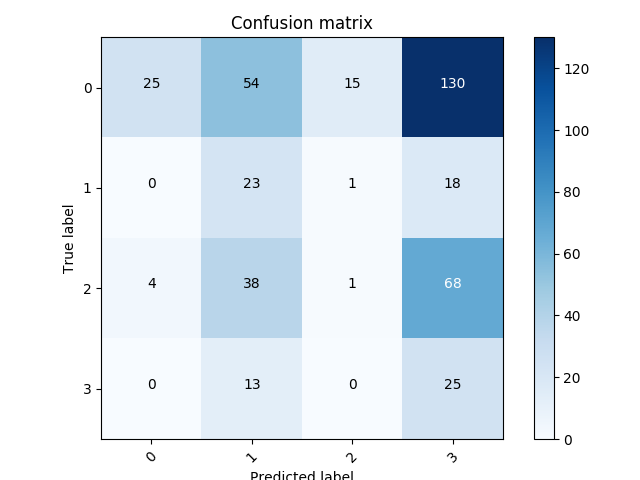 Confusion matrix
0 25 54 15 130
1 0 23 1 18
2 4 38 1 68
3 0 13 0 25
0 1 2 3
True label
Predicted label
120
100
80
60
40
20
0